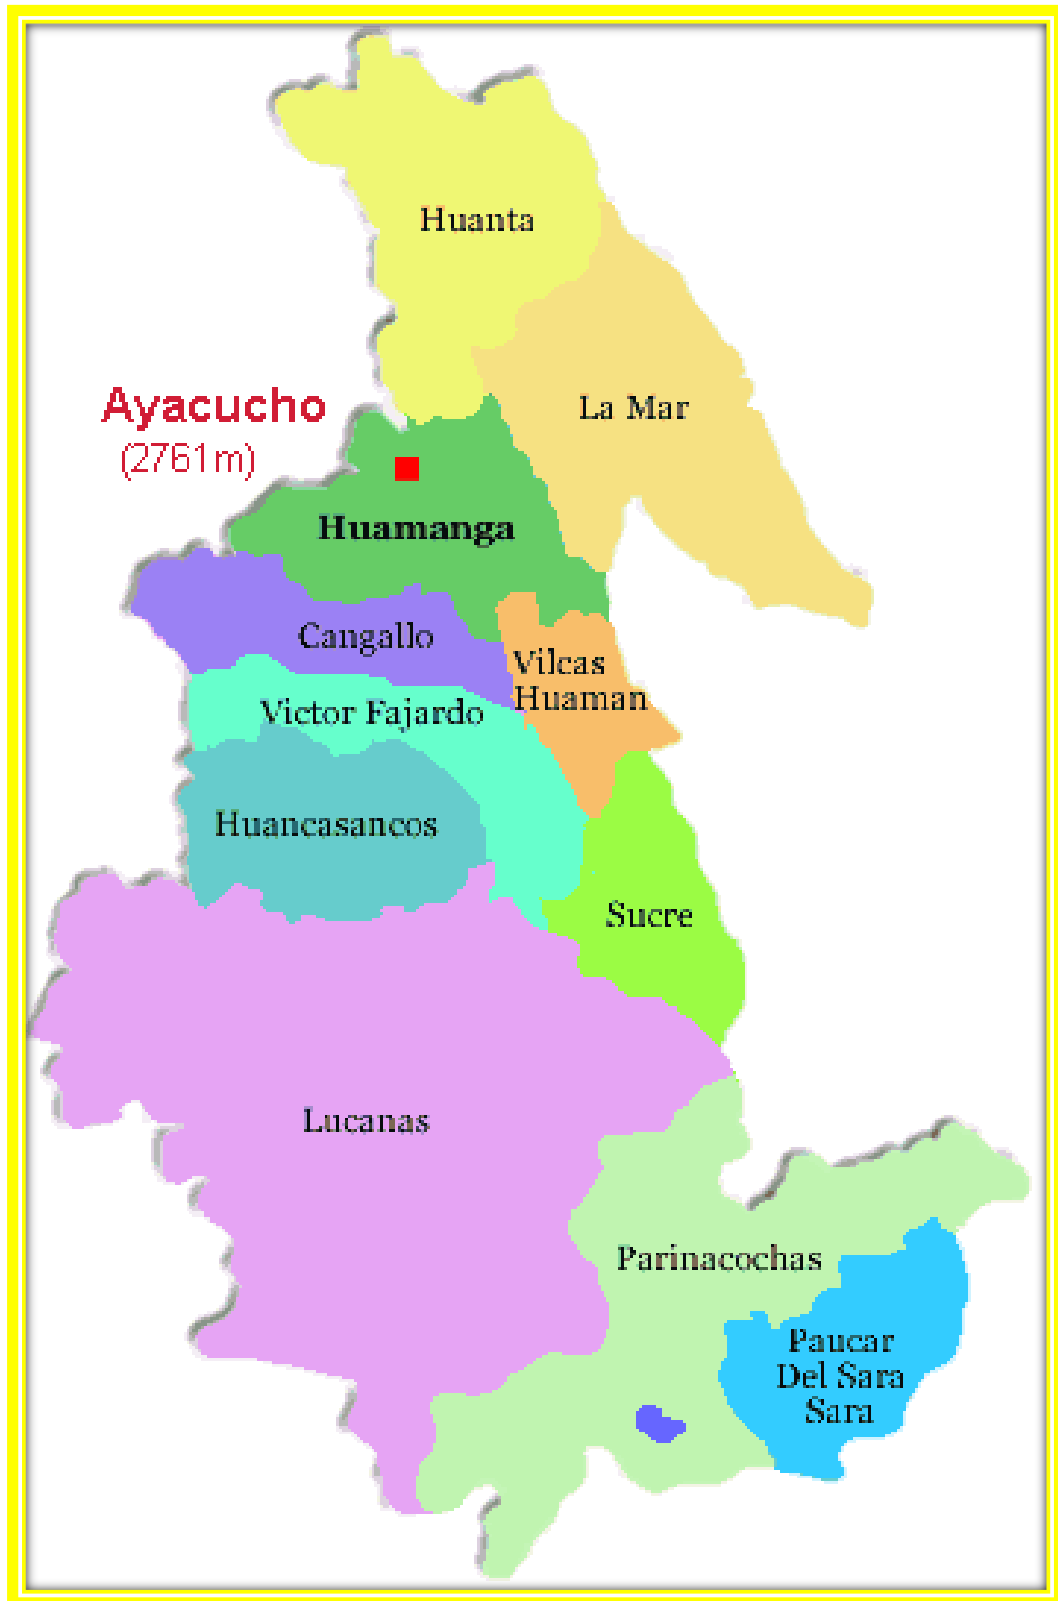 Huanta
La Mar
Ayacucho
(2761m)
Huamanga
Cangallo
Vilcas
Huaman
Victor Fajardo
Huancasancos
Sucre
Lucanas
Parinacochas
Paucar
Del Sara
Sara